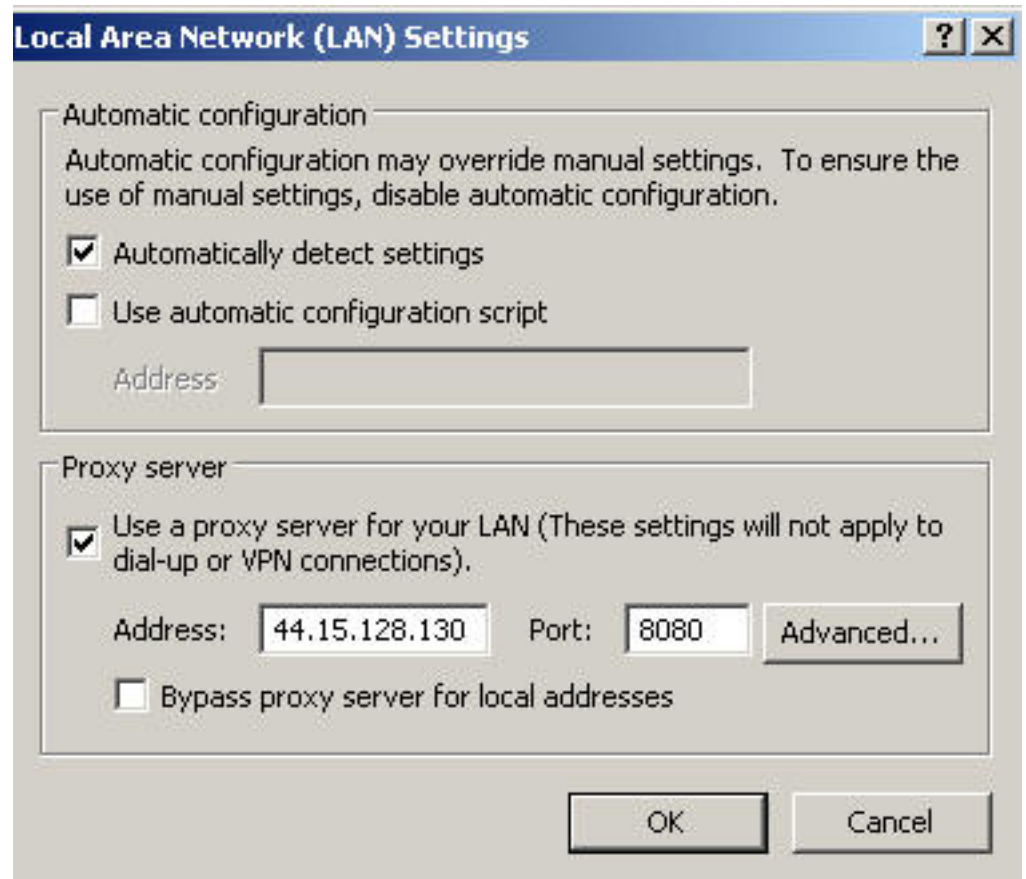 Local Area Network (LAN) Settings
Automatic configuration
Automatic configuration may override manual settings. To ensure the
use of manual settings, disable automatic configuration.
Automatically detect settings
Use automatic configuration script
Address
Proxy server
Use a proxy server for your LAN (These settings will not apply to
dial-up or VPN connections).
Address: 44.15.128.130 Port: 8080 Advanced...
Bypass proxy server for local addresses
OK Cancel